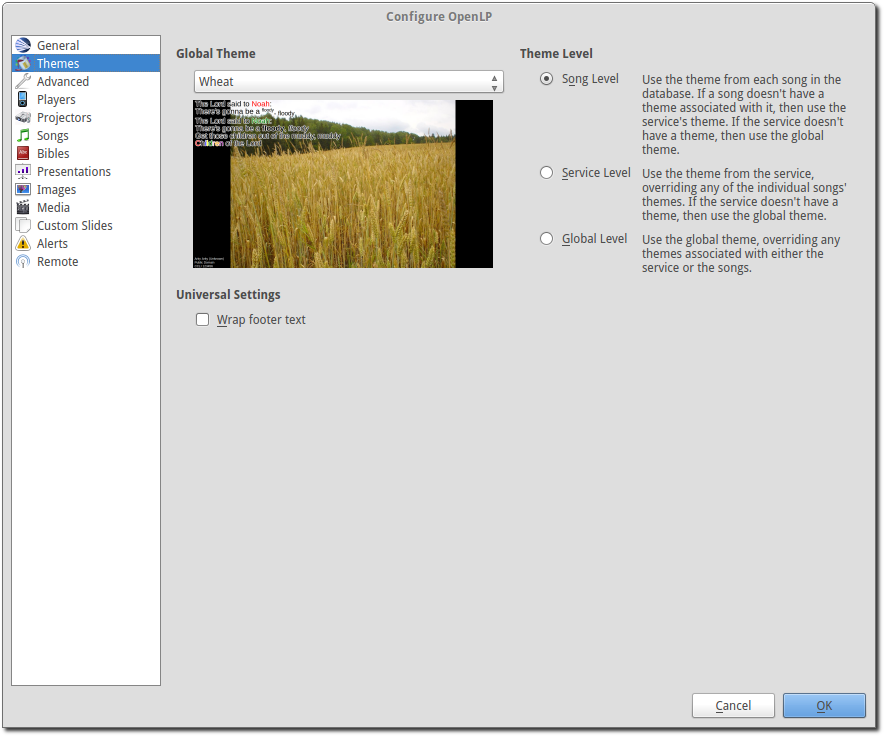 Configure OpenLP
General
Themes
Advanced
Players
Projectors
Songs
Bibles
Presentations
Images
Media
Custom Slides
Alerts
Remote
Global Theme
Wheat
The Lord said to Noah:
There's gonna be a floody, floody
The Lord said to Noah:
There's gonna be a floody, floody
Get those children out of the muddy, muddy
Children of the Lord
Public Domain
Universal Settings
Wrap footer text
Theme Level
Song Level
Use the theme from each song in the
database. If a song doesn't have a
theme associated with it, then use the
service's theme. If the service doesn't
have a theme, then use the global
theme.
Service Level
Use the theme from the service,
overriding any of the individual songs'
themes. If the service doesn't have a
theme, then use the global theme.
Global Level
Use the global theme, overriding any
themes associated with either the
service or the songs.
Cancel
OK